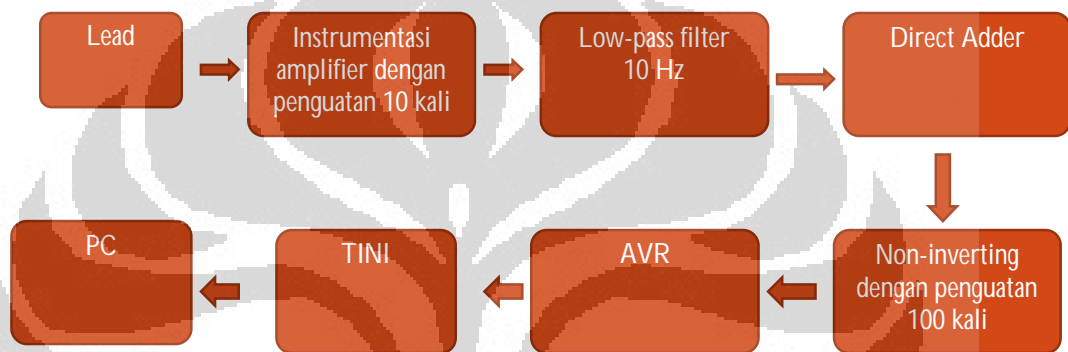 Lead
Instrumentasi
amplifier dengan
penguatan 10 kali
Low-pass filter
10 Hz
Direct Adder
Non-inverting
dengan penguatan
100 kali
AVR
TINI
PC